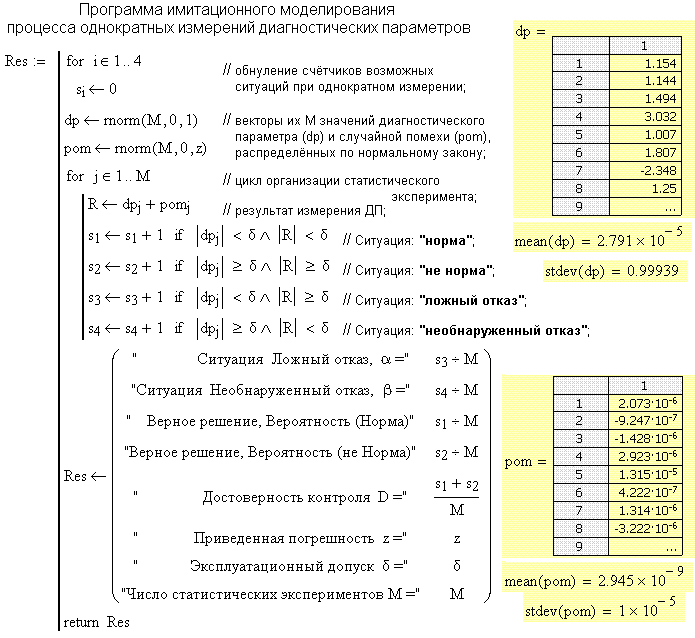 Программа имитационного моделирования
процесса однократных измерений диагностических параметров
Res :=
for i ∈ 1.. 4
s_i ← 0
// обнуление счётчиков возможных
ситуаций при однократном измерении;
dp ← rnorm(M, 0, 1)
pom ← rnorm(M, 0, z)
// векторы их М значений диагностического
параметра (dp) и случайной помехи (pom),
распределённых по нормальному закону;
for j ∈ 1.. M
// цикл организации статистического
эксперимента;
R ← dp_j + pom_j
// результат измерения ДП;
s_1 ← s_1 + 1 if |dp_j| < δ ∧ |R| < δ // Ситуация: "норма";
s_2 ← s_2 + 1 if |dp_j| ≥ δ ∧ |R| ≥ δ // Ситуация: "не норма";
s_3 ← s_3 + 1 if |dp_j| < δ ∧ |R| ≥ δ // Ситуация: "ложный отказ";
s_4 ← s_4 + 1 if |dp_j| ≥ δ ∧ |R| < δ // Ситуация: "необнаруженный отказ";
Res ←
" Ситуация Ложный отказ, α =" s_3 ÷ M
"Ситуация Необнаруженный отказ, β =" s_4 ÷ M
" Верное решение, Вероятность (Норма)" s_1 ÷ M
"Верное решение, Вероятность (не Норма)" s_2 ÷ M
" Достоверность контроля D =" (s_1 + s_2)/M
" Приведенная погрешность z =" z
" Эксплуатационный допуск δ =" δ
"Число статистических экспериментов M =" M
return Res
dp =
1
1 1.154
2 1.144
3 1.494
4 3.032
5 1.007
6 1.807
7 -2.348
8 1.25
9 ...
mean(dp) = 2.791 × 10^-5
stdev(dp) = 0.99939
pom =
1
1 2.073·10^-6
2 -9.247·10^-7
3 -1.428·10^-6
4 2.923·10^-6
5 1.315·10^-5
6 4.222·10^-7
7 1.314·10^-6
8 -3.222·10^-6
9 ...
mean(pom) = 2.945 × 10^-9
stdev(pom) = 1 × 10^-5